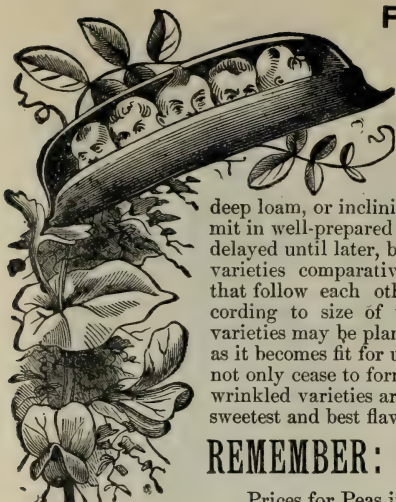 P
deep loam, or inclini
mit in well-prepared
delayed until later, b
varieties comparativ
that follow each oth
cording to size of
varieties may be plan
as it becomes fit for u
not only cease to form
wrinkled varieties ar
sweetest and best flav
REMEMBER:
Prices for Peas i